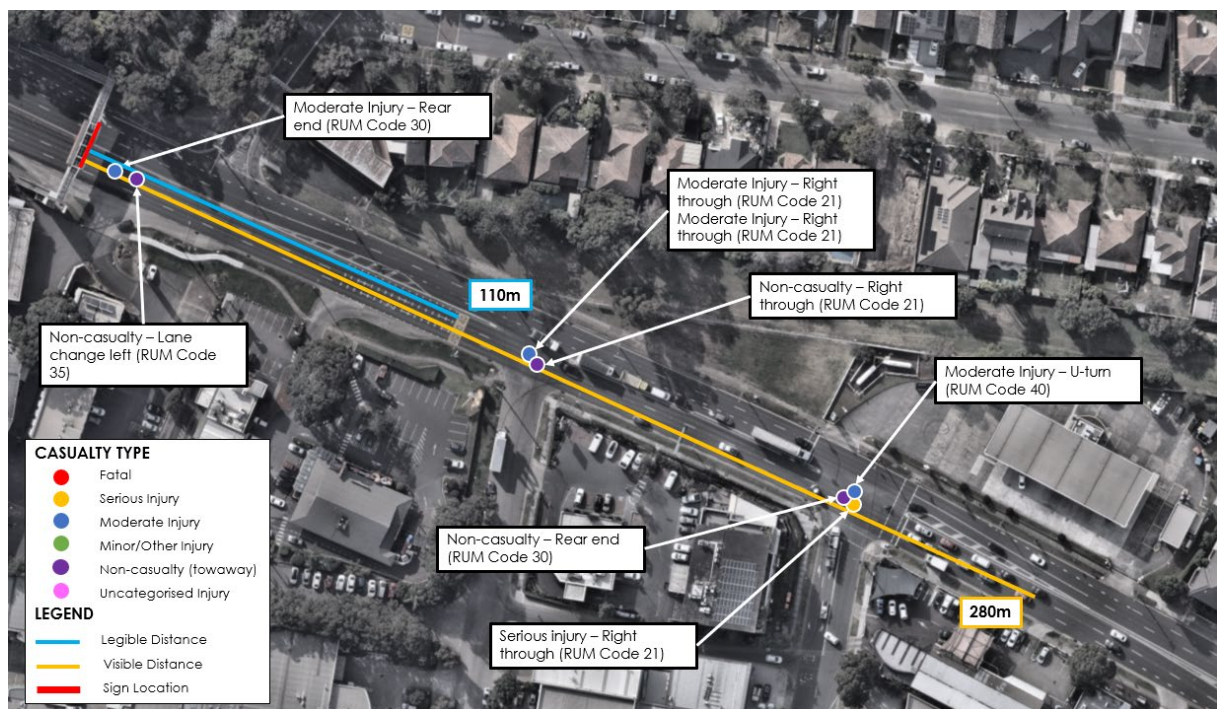 Moderate Injury – Rear
end (RUM Code 30)
Moderate Injury – Right
through (RUM Code 21)
Moderate Injury – Right
through (RUM Code 21)
110m
Non-casualty – Right
through (RUM Code 21)
Non-casualty – Lane
change left (RUM Code
35)
Moderate Injury – U-turn
(RUM Code 40)
CASUALTY TYPE
Fatal
Serious Injury
Moderate Injury
Minor/Other Injury
Non-casualty (towaway)
Uncategorised Injury
LEGEND
Legible Distance
Visible Distance
Sign Location
Non-casualty – Rear end
(RUM Code 30)
280m
Serious injury – Right
through (RUM Code 21)